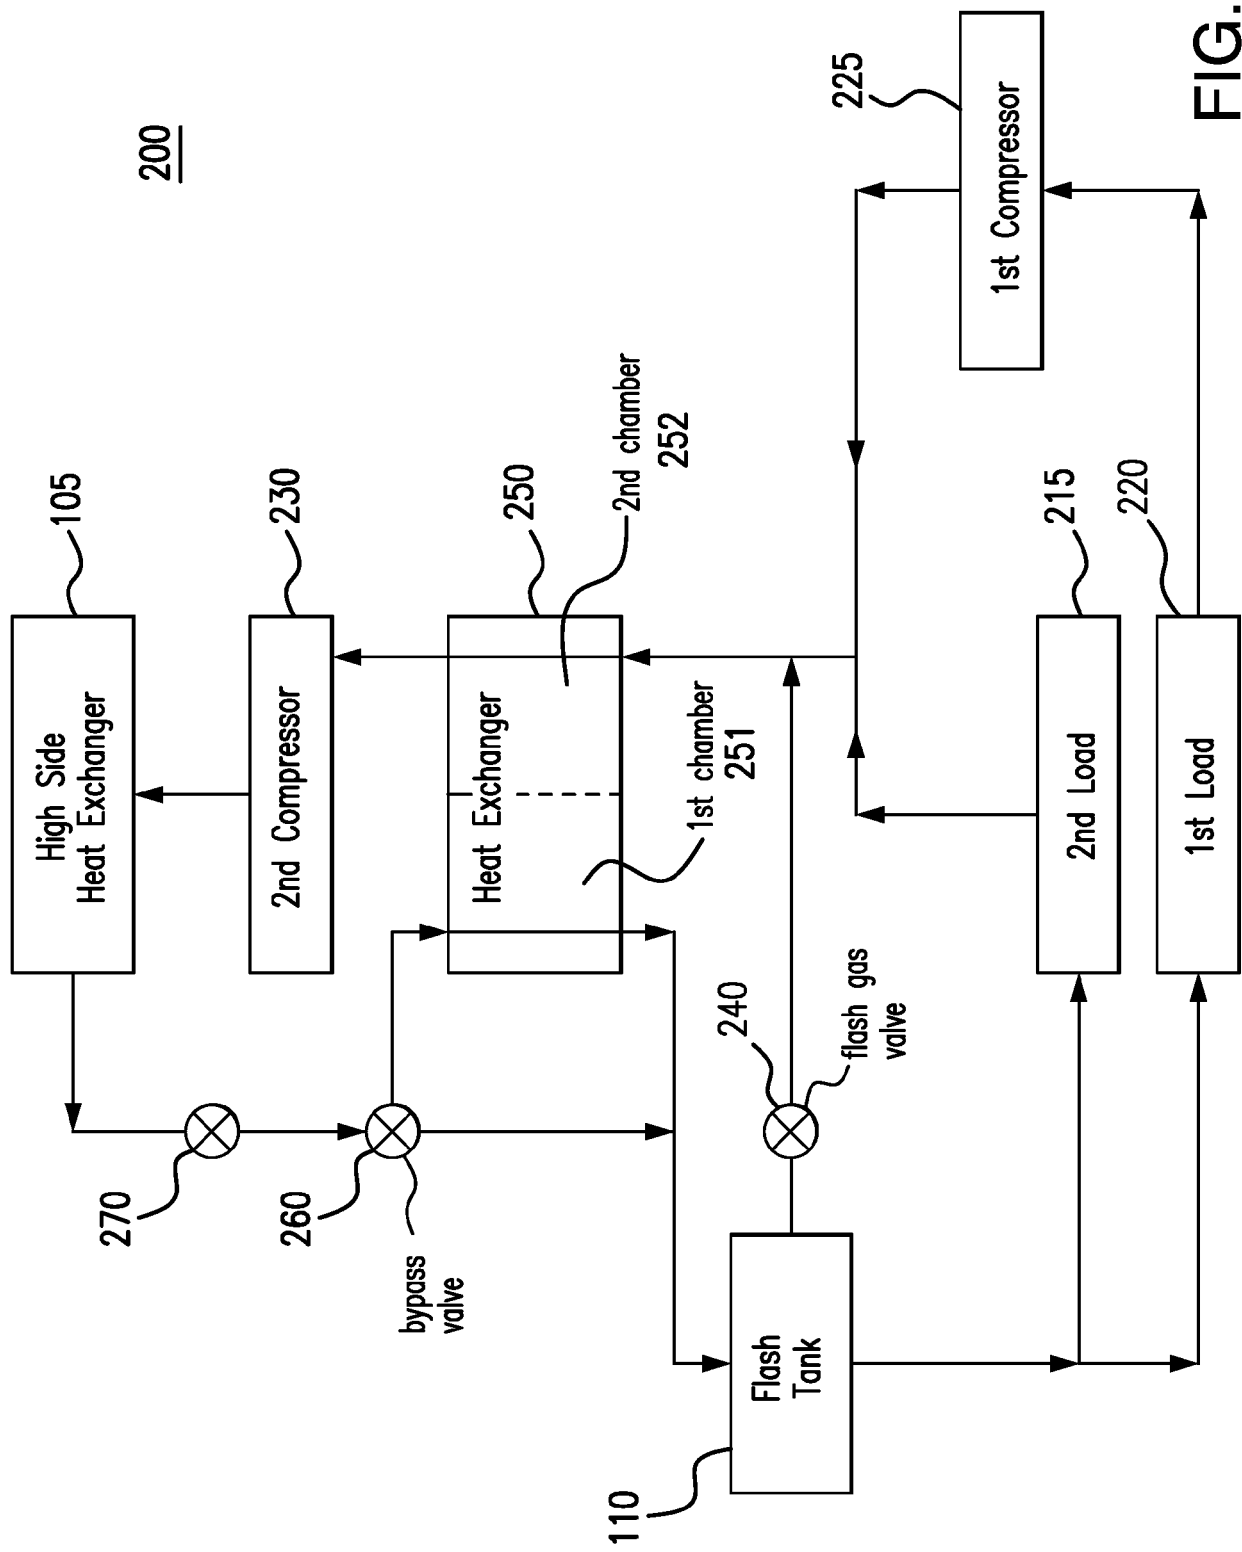 200
High Side
Heat Exchanger
105
270
2nd Compressor
230
260
bypass
valve
Heat Exchanger
250
2nd chamber
252
1st chamber
251
110
Flash
Tank
240
flash gas
valve
1st Compressor
225
2nd Load
215
1st Load
220
FIG.